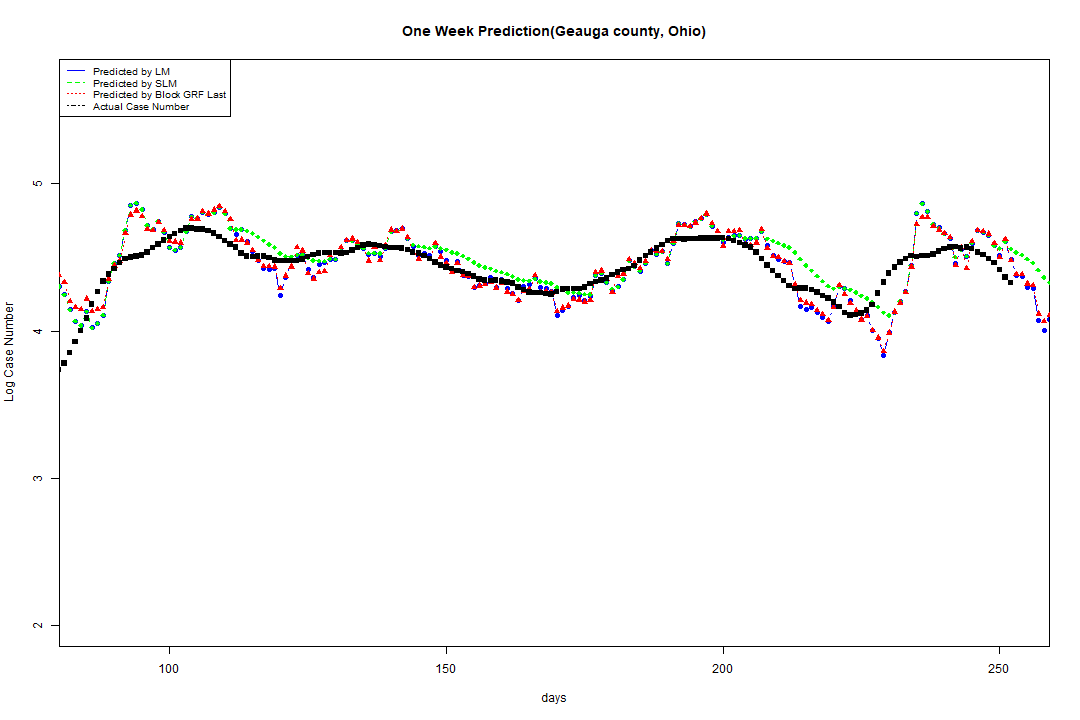 One Week Prediction(Geauga county, Ohio)
Predicted by LM
Predicted by SLM
Predicted by Block GRF Last
Actual Case Number
5
4
3
2
Log Case Number
100 150 200 250
days